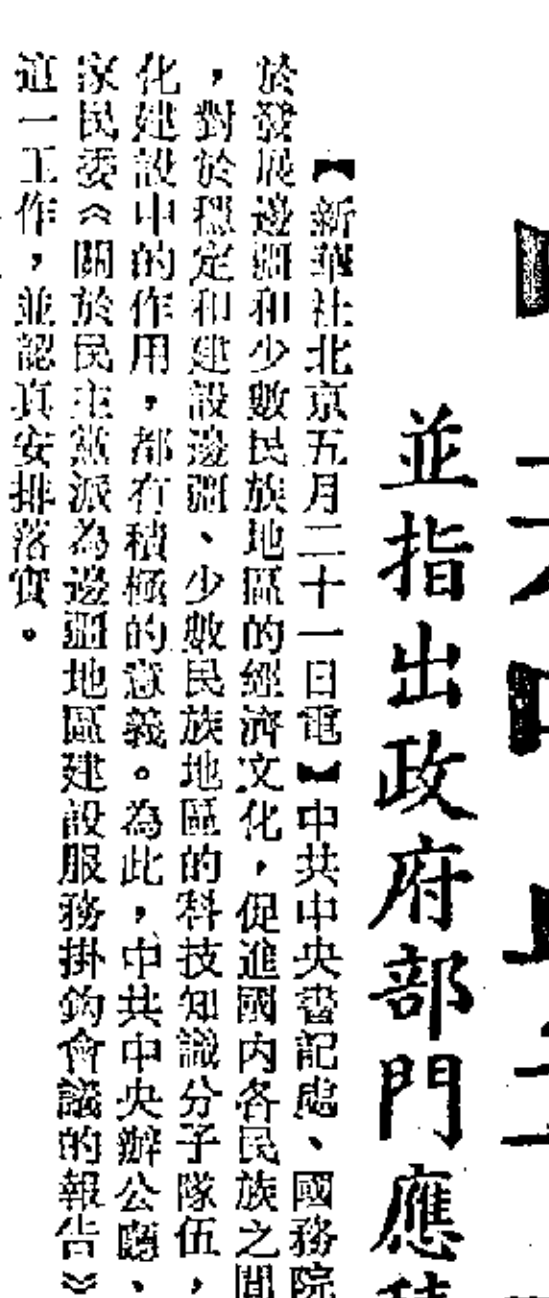 並指出政府部門應
【新華社北京五月二十一日電】中共中央書記處、國務院
於發展邊疆和少數民族地區的經濟文化，促進國內各民族之間
，對於穩定和建設邊疆、少數民族地區的科技知識分子隊伍，
化建設中的作用，都有積極的意義。為此，中共中央辦公廳、
家民委《關於民主黨派為邊疆地區建設服務掛鈎會議的報告》
這一工作，並認真安排落實。